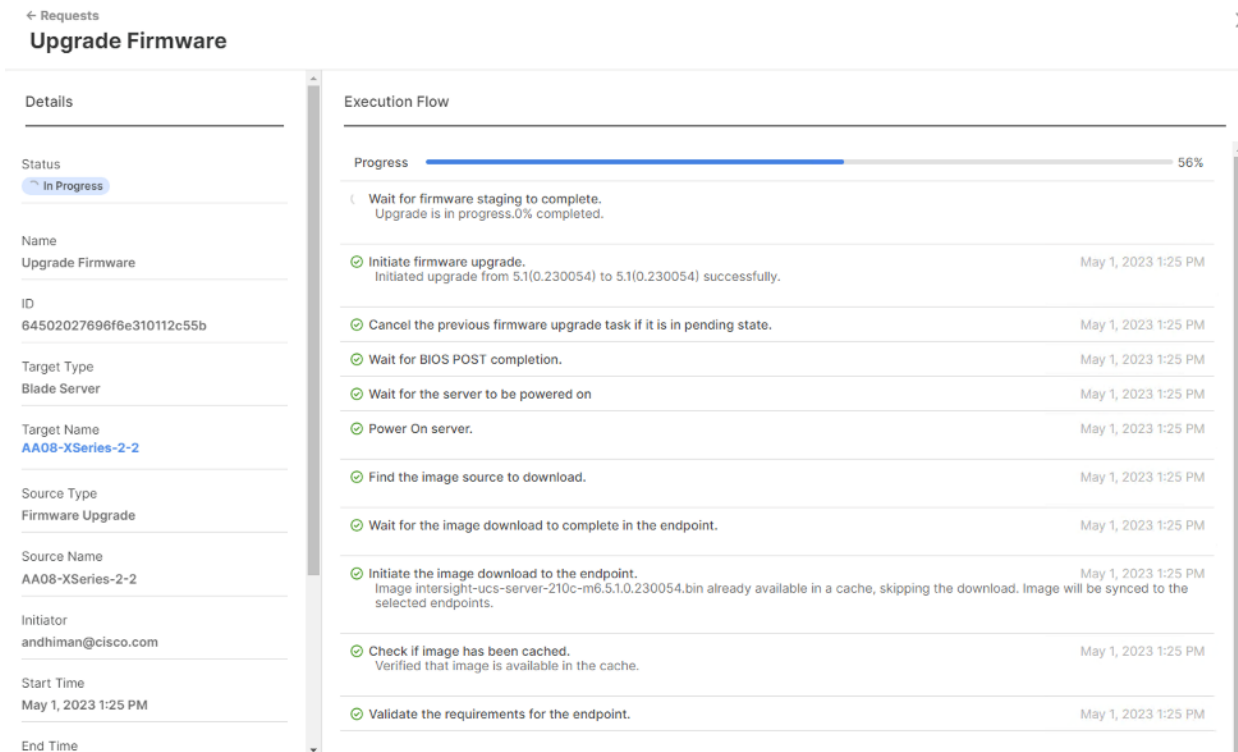 ← Requests
Upgrade Firmware
Details
Status
In Progress
Name
Upgrade Firmware
ID
64502027696f6e310112c55b
Target Type
Blade Server
Target Name
AA08-XSeries-2-2
Source Type
Firmware Upgrade
Source Name
AA08-XSeries-2-2
Initiator
andhiman@cisco.com
Start Time
May 1, 2023 1:25 PM
End Time
Execution Flow
Progress 56%
Wait for firmware staging to complete.
Upgrade is in progress.0% completed.
Initiate firmware upgrade. May 1, 2023 1:25 PM
Initiated upgrade from 5.1(0.230054) to 5.1(0.230054) successfully.
Cancel the previous firmware upgrade task if it is in pending state. May 1, 2023 1:25 PM
Wait for BIOS POST completion. May 1, 2023 1:25 PM
Wait for the server to be powered on May 1, 2023 1:25 PM
Power On server. May 1, 2023 1:25 PM
Find the image source to download. May 1, 2023 1:25 PM
Wait for the image download to complete in the endpoint. May 1, 2023 1:25 PM
Initiate the image download to the endpoint. May 1, 2023 1:25 PM
Image intersight-ucs-server-210c-m6.5.1.0.230054.bin already available in a cache, skipping the download. Image will be synced to the
selected endpoints.
Check if image has been cached. May 1, 2023 1:25 PM
Verified that image is available in the cache.
Validate the requirements for the endpoint. May 1, 2023 1:25 PM